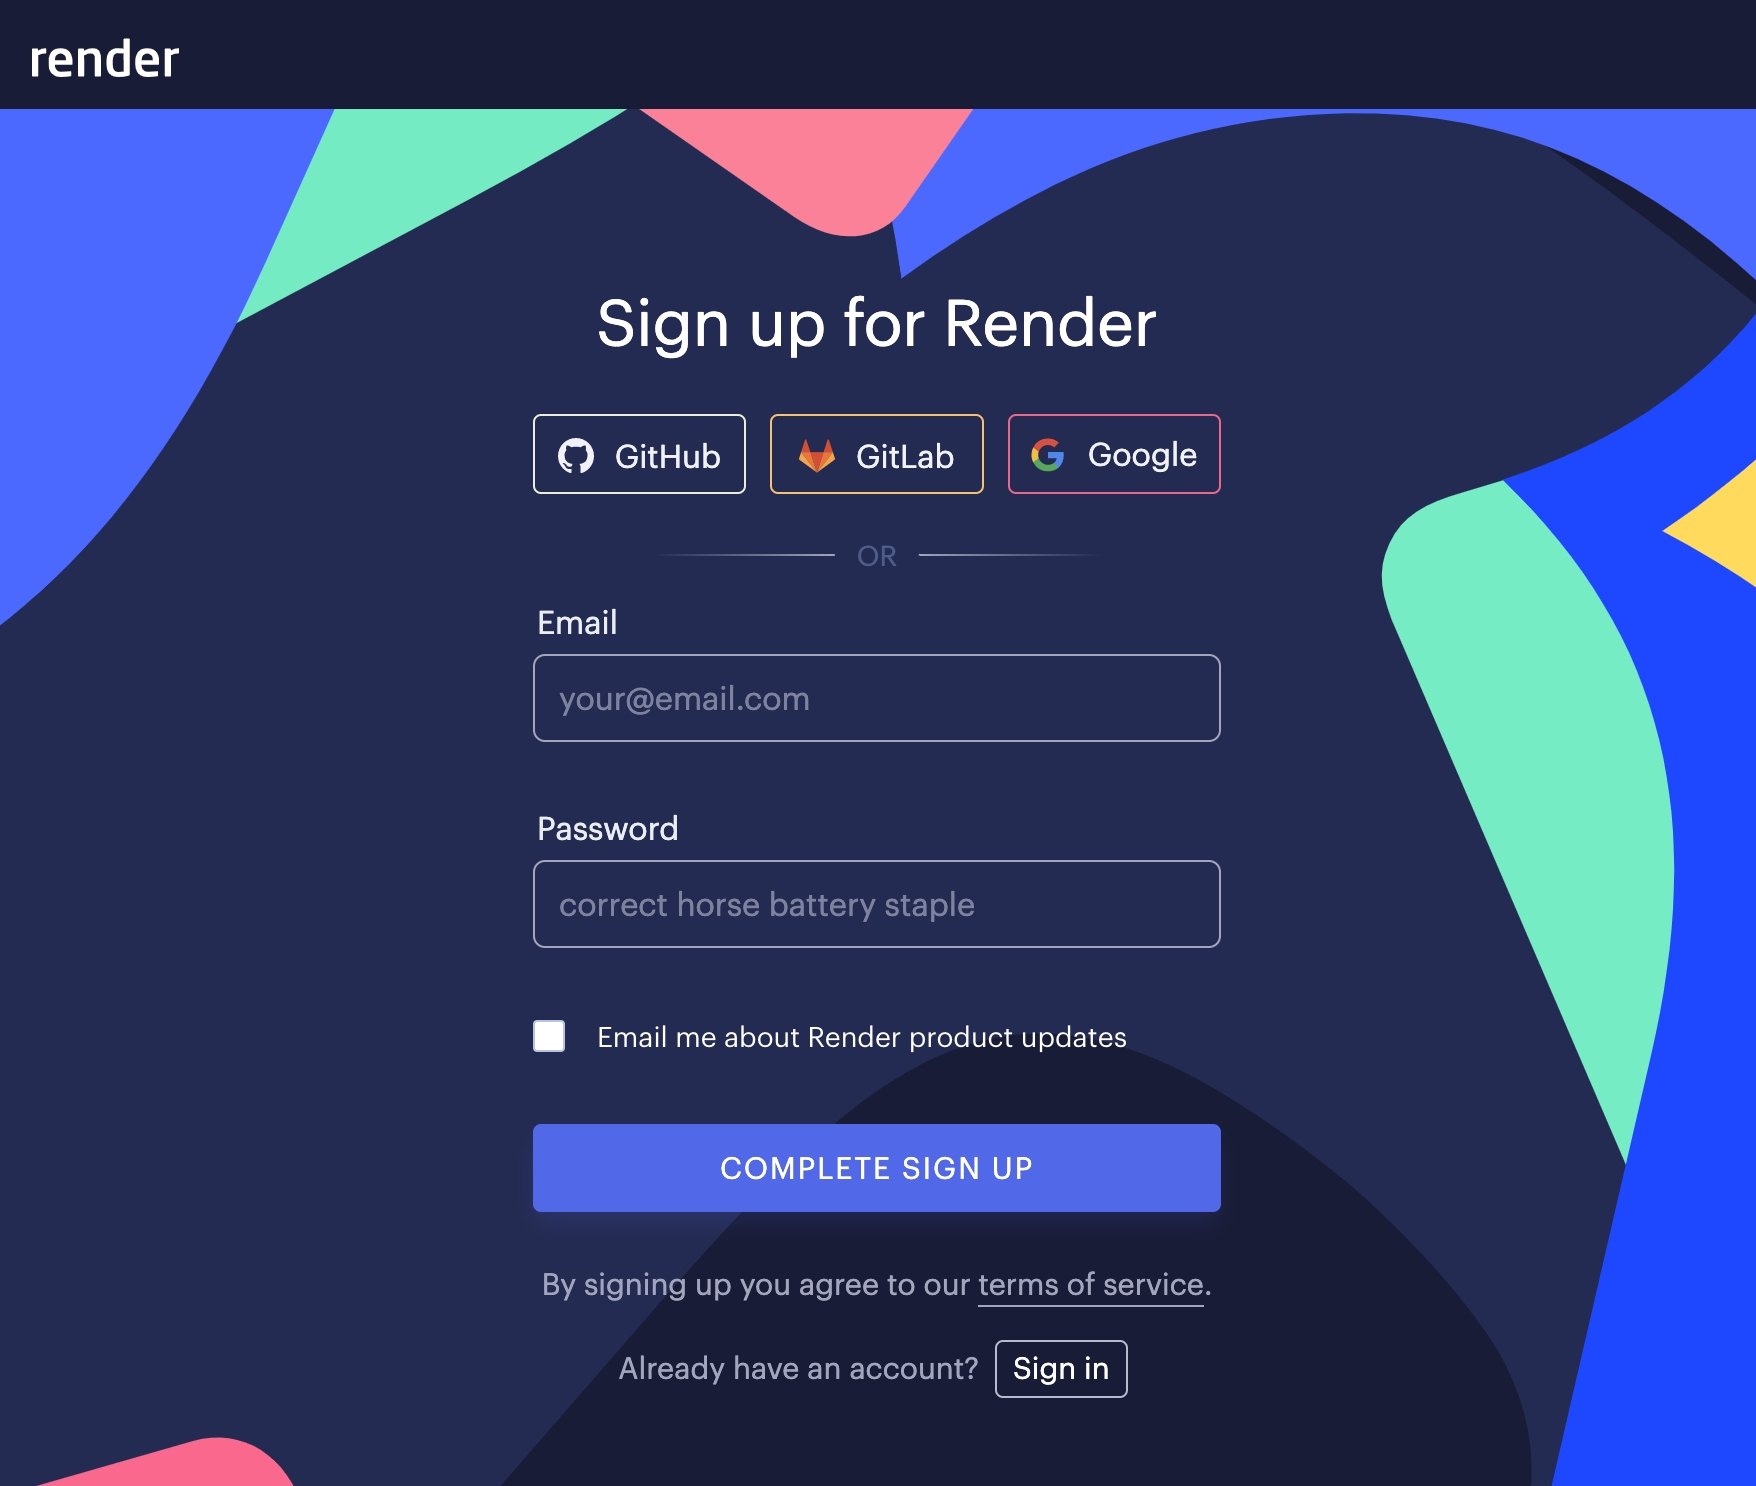 render
Sign up for Render
GitHub
GitLab
Google
OR
Email
your@email.com
Password
correct horse battery staple
Email me about Render product updates
COMPLETE SIGN UP
By signing up you agree to our terms of service.
Already have an account? Sign in